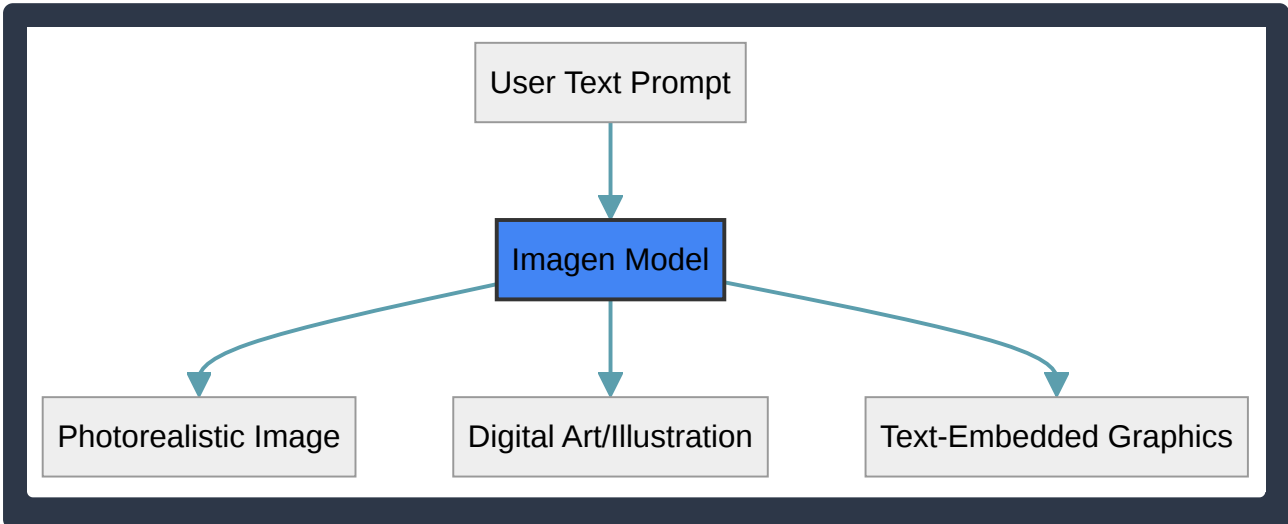 User Text Prompt
Imagen Model
Photorealistic Image
Digital Art/Illustration
Text-Embedded Graphics